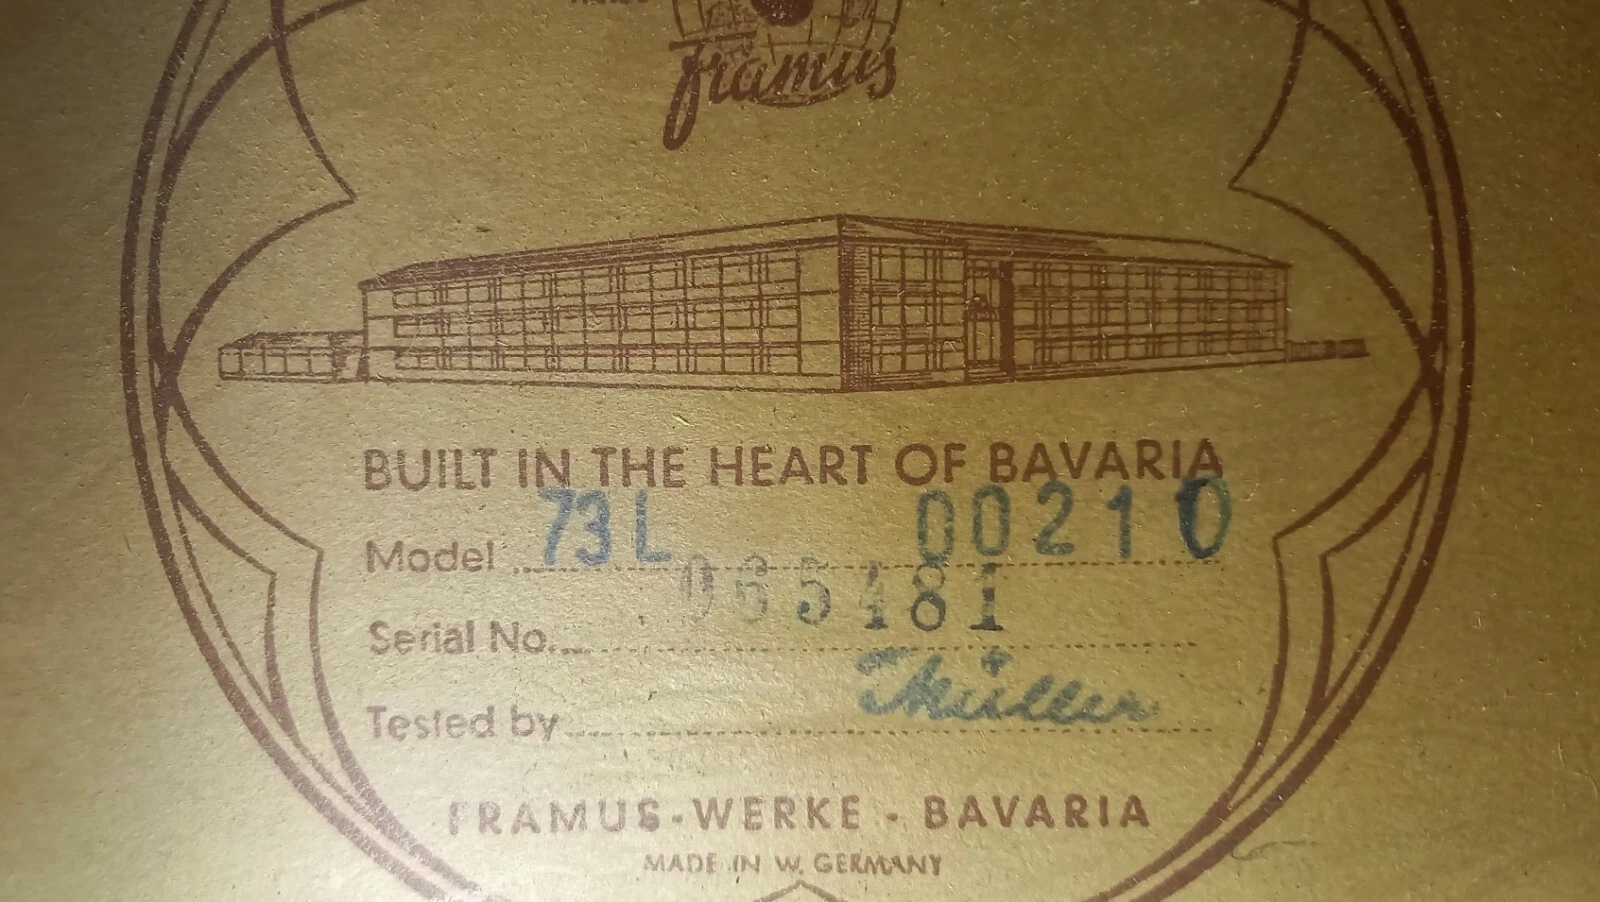 Framus
BUILT IN THE HEART OF BAVARIA
Model 73L 00210
Serial No. 065481
Tested by Müller
FRAMUS-WERKE - BAVARIA
MADE IN W. GERMANY